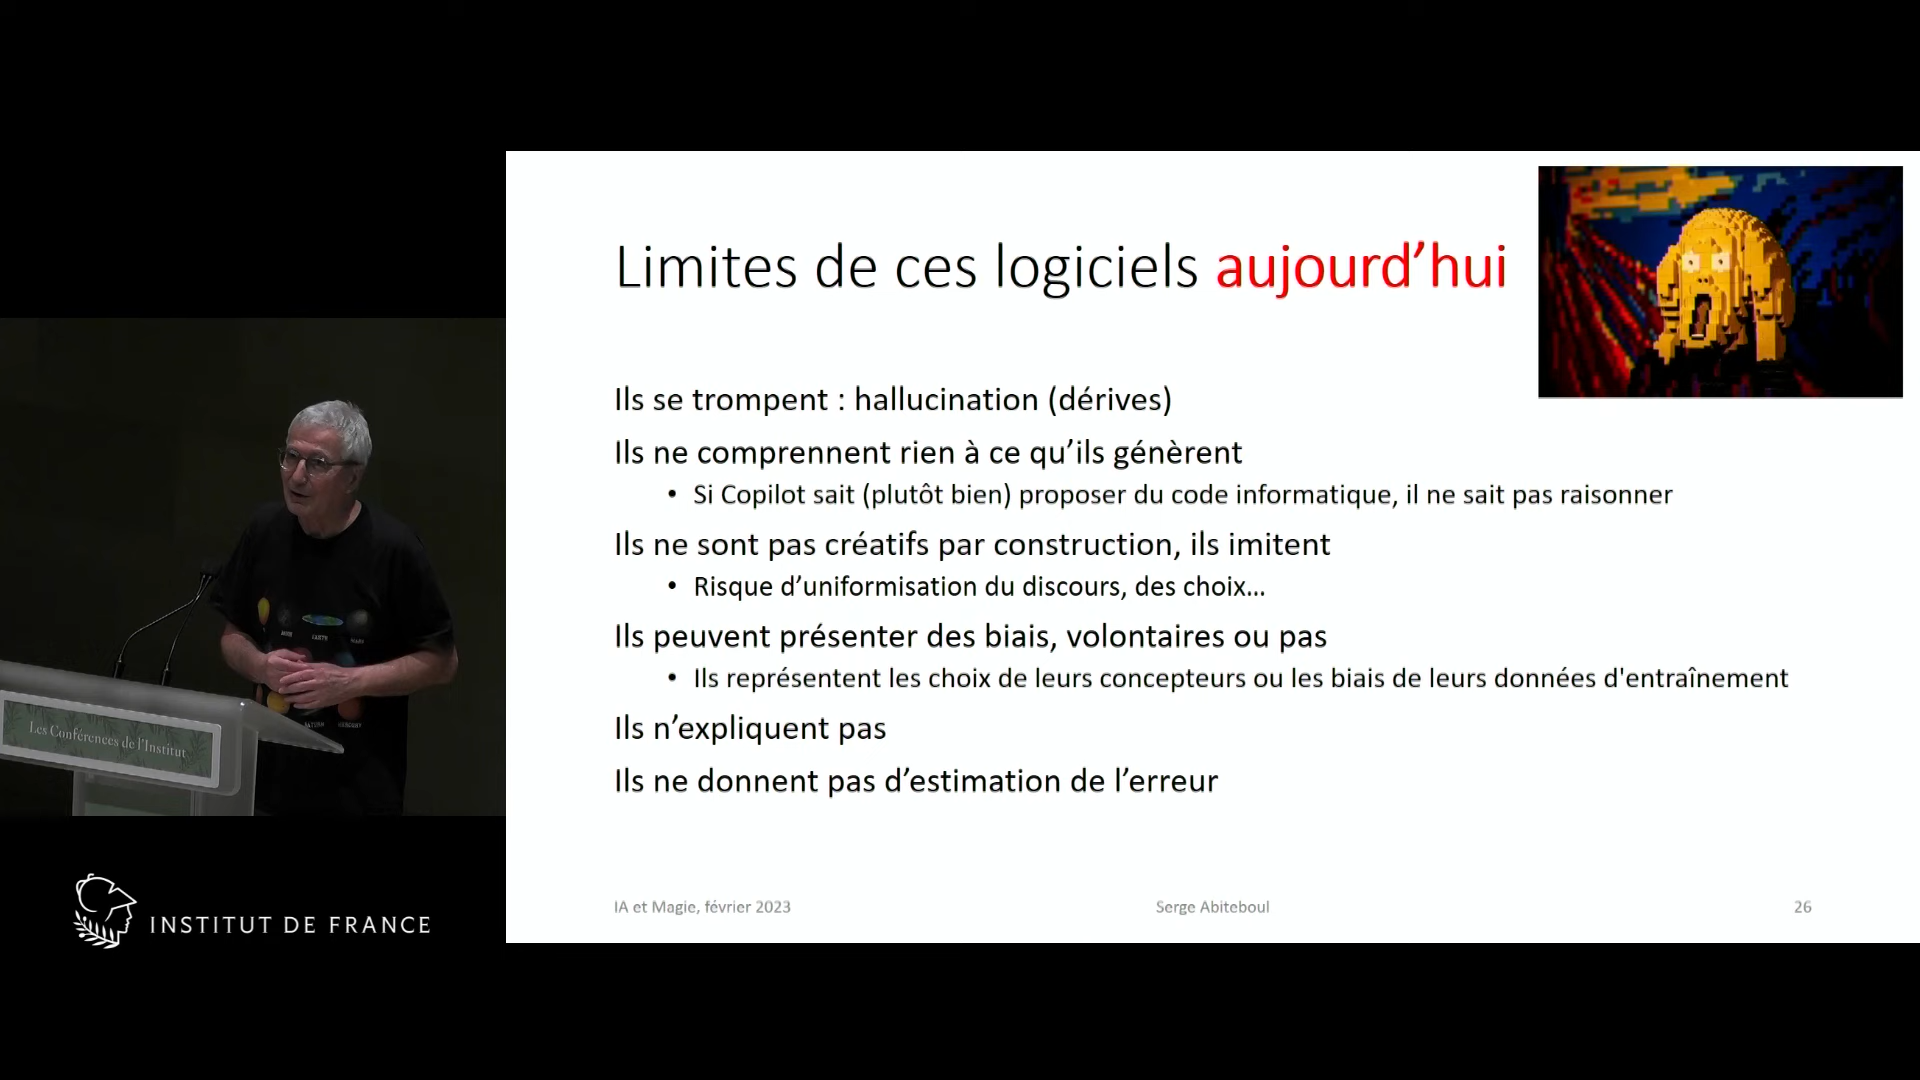 Limites de ces logiciels aujourd’hui
Ils se trompent : hallucination (dérives)
Ils ne comprennent rien à ce qu’ils génèrent
• Si Copilot sait (plutôt bien) proposer du code informatique, il ne sait pas raisonner
Ils ne sont pas créatifs par construction, ils imitent
• Risque d’uniformisation du discours, des choix…
Ils peuvent présenter des biais, volontaires ou pas
• Ils représentent les choix de leurs concepteurs ou les biais de leurs données d'entraînement
Ils n’expliquent pas
Ils ne donnent pas d’estimation de l’erreur
IA et Magie, février 2023
Serge Abiteboul
26
EARTH
SATURN
Les Conférences de l'Institut
INSTITUT DE FRANCE